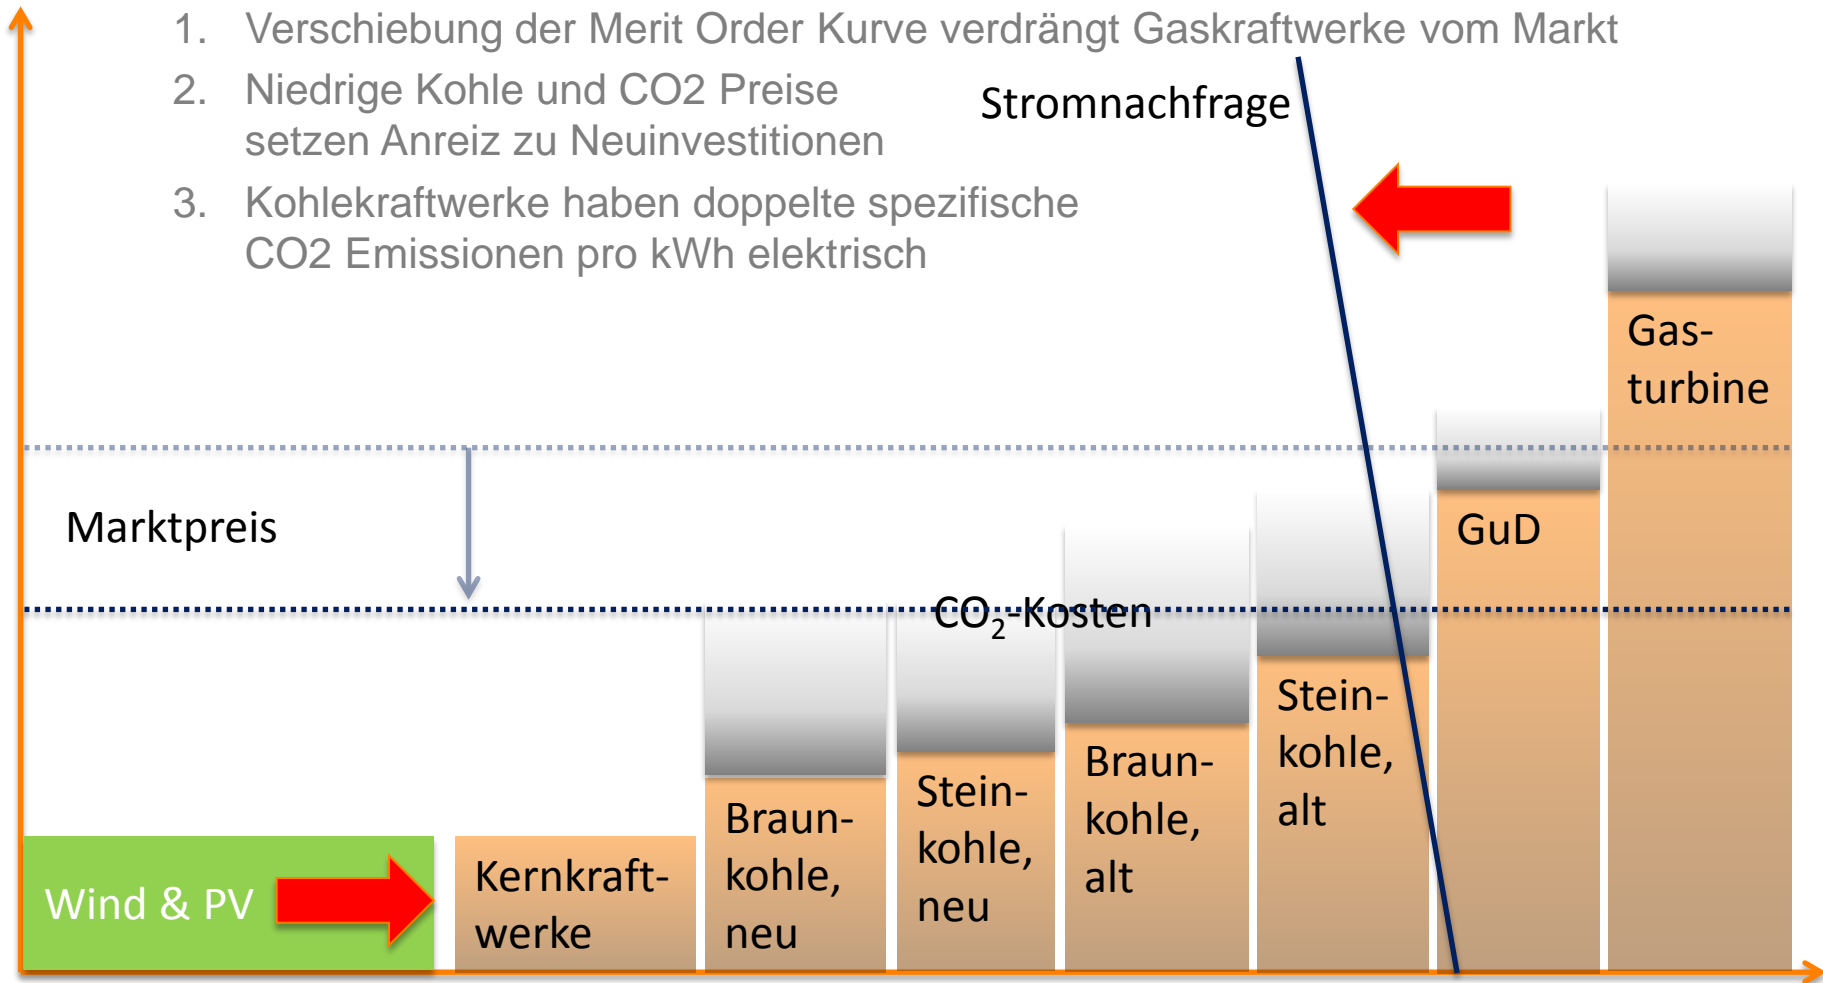 1. Verschiebung der Merit Order Kurve verdrängt Gaskraftwerke vom Markt
2. Niedrige Kohle und CO2 Preise
setzen Anreiz zu Neuinvestitionen
3. Kohlekraftwerke haben doppelte spezifische
CO2 Emissionen pro kWh elektrisch
Stromnachfrage
Marktpreis
CO₂-Kosten
Wind & PV
Kernkraft-
werke
Braun-
kohle,
neu
Stein-
kohle,
neu
Braun-
kohle,
alt
Stein-
kohle,
alt
GuD
Gas-
turbine